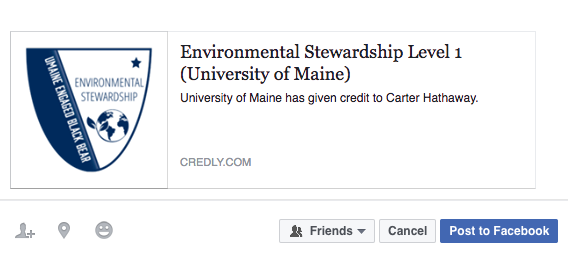 UMAINE ENGAGED BLACK BEAR
ENVIRONMENTAL
STEWARDSHIP
Environmental Stewardship Level 1
(University of Maine)
University of Maine has given credit to Carter Hathaway.
CREDLY.COM
Friends
Cancel
Post to Facebook